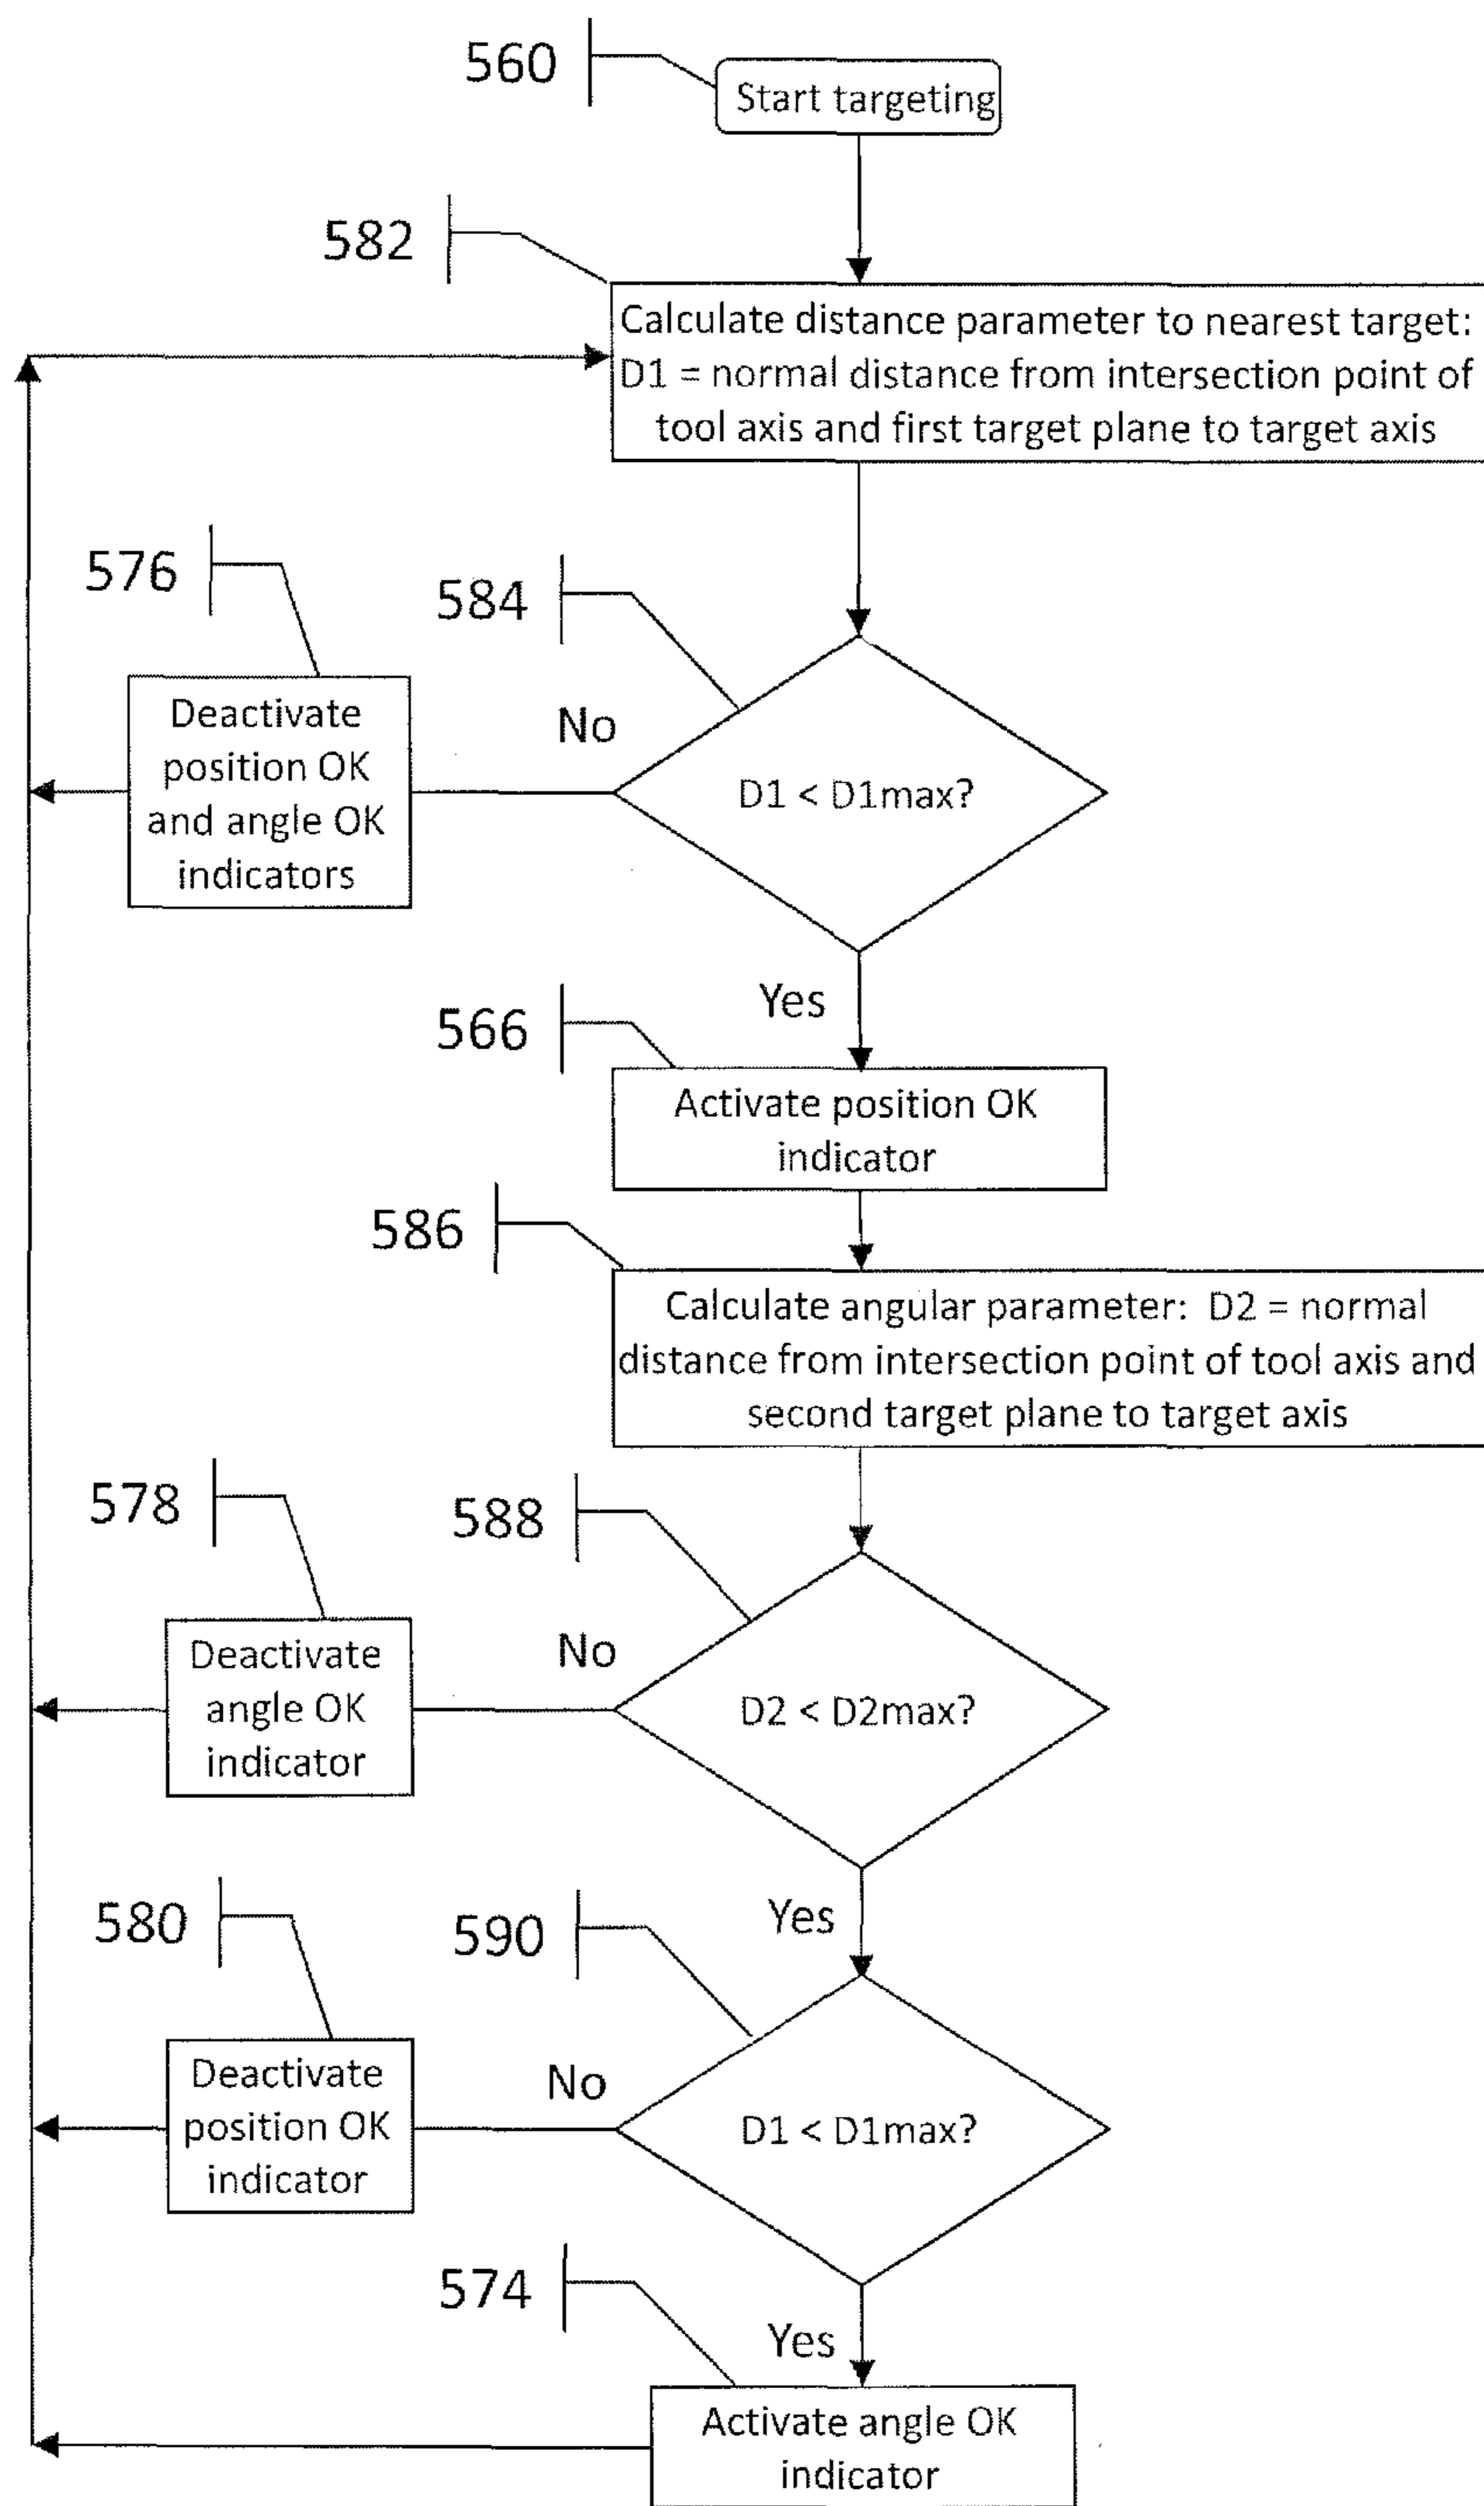 560
Start targeting
582
Calculate distance parameter to nearest target:
D1 = normal distance from intersection point of
tool axis and first target plane to target axis
576
584
Deactivate
position OK
and angle OK
indicators
No
D1 < D1max?
Yes
566
Activate position OK
indicator
586
Calculate angular parameter: D2 = normal
distance from intersection point of tool axis and
second target plane to target axis
578
588
Deactivate
angle OK
indicator
No
D2 < D2max?
Yes
580
590
Deactivate
position OK
indicator
No
D1 < D1max?
574
Yes
Activate angle OK
indicator